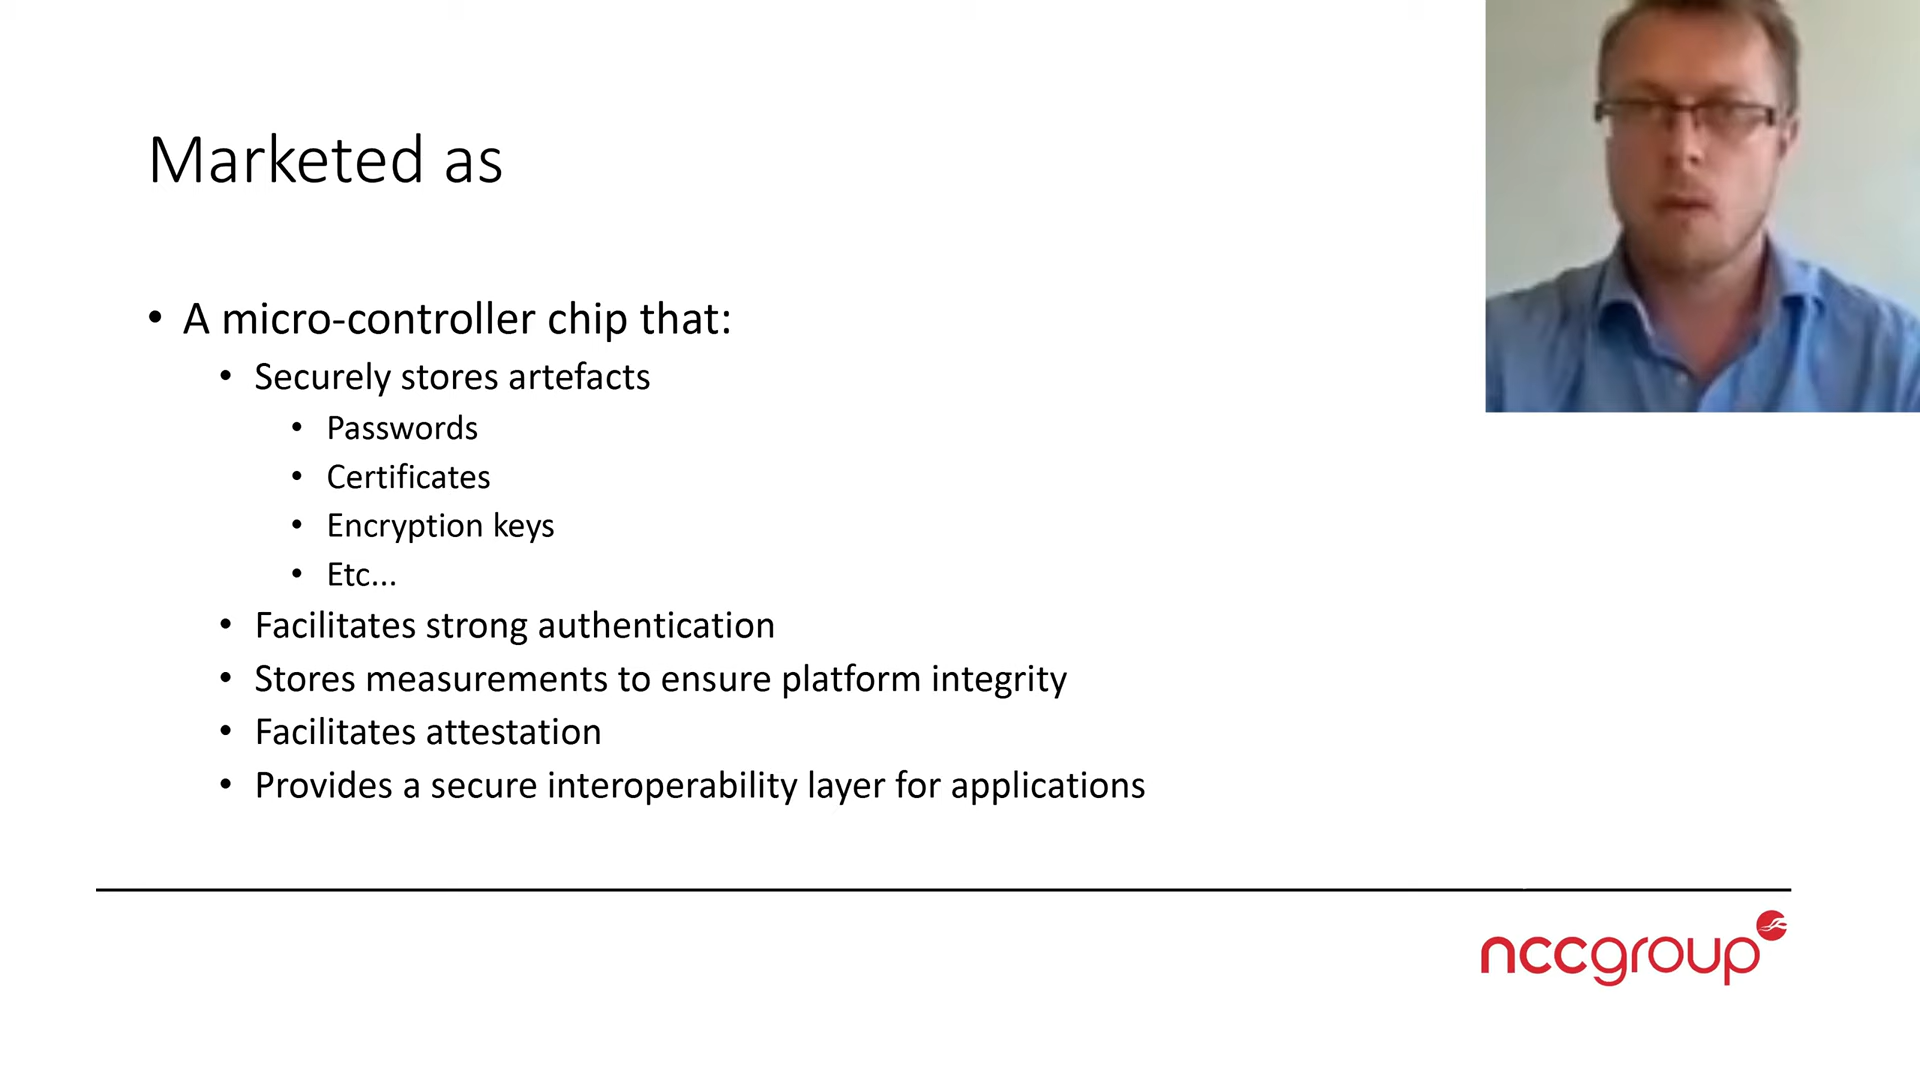 Marketed as
• A micro-controller chip that:
• Securely stores artefacts
• Passwords
• Certificates
• Encryption keys
• Etc...
• Facilitates strong authentication
• Stores measurements to ensure platform integrity
• Facilitates attestation
• Provides a secure interoperability layer for applications
nccgroup